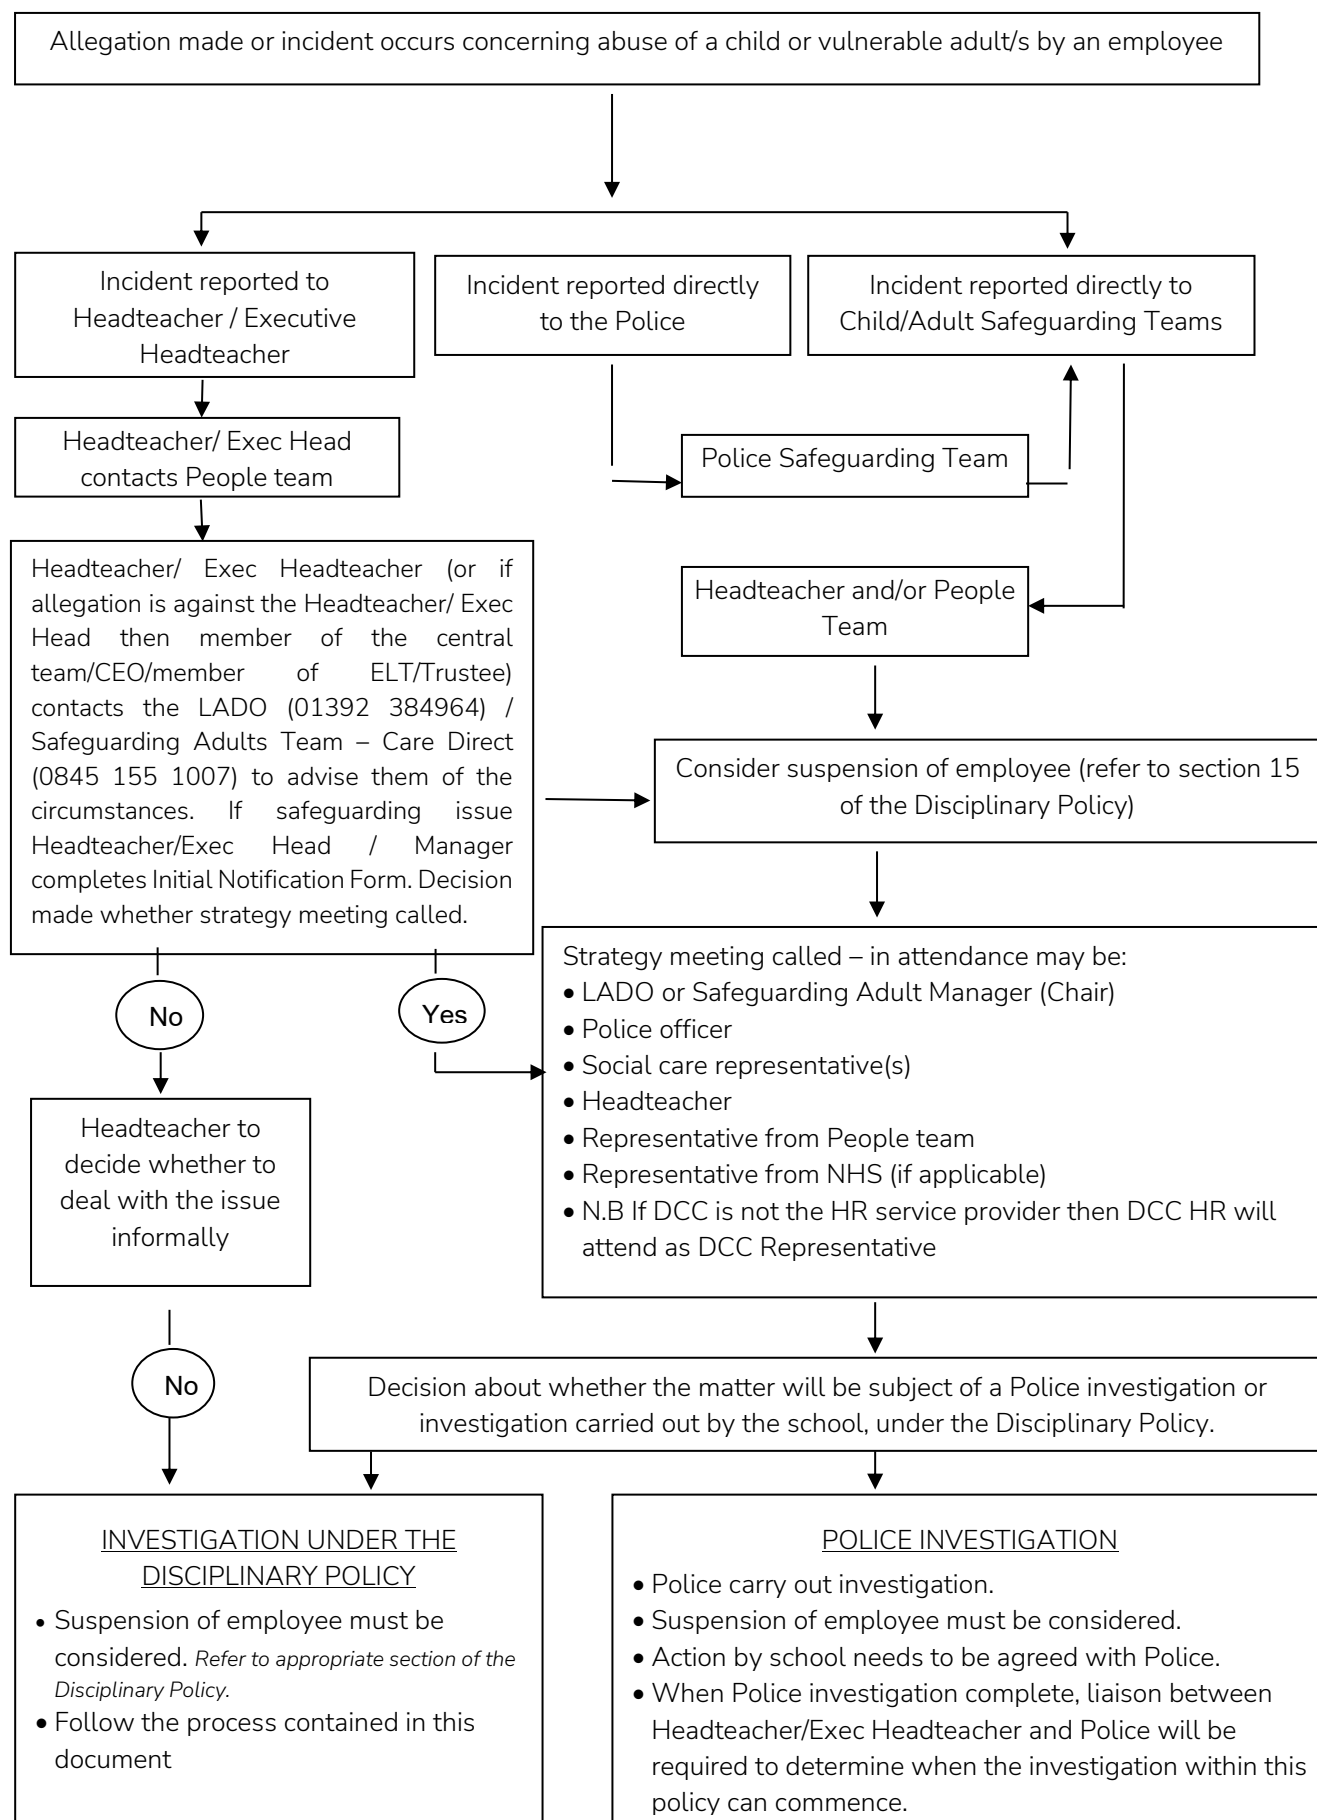 Allegation made or incident occurs concerning abuse of a child or vulnerable adult/s by an employee
Incident reported to
Headteacher / Executive
Headteacher
Incident reported directly
to the Police
Incident reported directly to
Child/Adult Safeguarding Teams
Headteacher/ Exec Head
contacts People team
Police Safeguarding Team
Headteacher/ Exec Headteacher (or if
allegation is against the Headteacher/ Exec
Head then member of the central
team/CEO/member of ELT/Trustee)
contacts the LADO (01392 384964) /
Safeguarding Adults Team – Care Direct
(0845 155 1007) to advise them of the
circumstances. If safeguarding issue
Headteacher/Exec Head / Manager
completes Initial Notification Form. Decision
made whether strategy meeting called.
Headteacher and/or People
Team
Consider suspension of employee (refer to section 15
of the Disciplinary Policy)
No
Yes
Strategy meeting called – in attendance may be:
• LADO or Safeguarding Adult Manager (Chair)
• Police officer
• Social care representative(s)
• Headteacher
• Representative from People team
• Representative from NHS (if applicable)
• N.B If DCC is not the HR service provider then DCC HR will
attend as DCC Representative
Headteacher to
decide whether to
deal with the issue
informally
No
Decision about whether the matter will be subject of a Police investigation or
investigation carried out by the school, under the Disciplinary Policy.
INVESTIGATION UNDER THE
DISCIPLINARY POLICY
• Suspension of employee must be
considered. Refer to appropriate section of the
Disciplinary Policy.
• Follow the process contained in this
document
POLICE INVESTIGATION
• Police carry out investigation.
• Suspension of employee must be considered.
• Action by school needs to be agreed with Police.
• When Police investigation complete, liaison between
Headteacher/Exec Headteacher and Police will be
required to determine when the investigation within this
policy can commence.